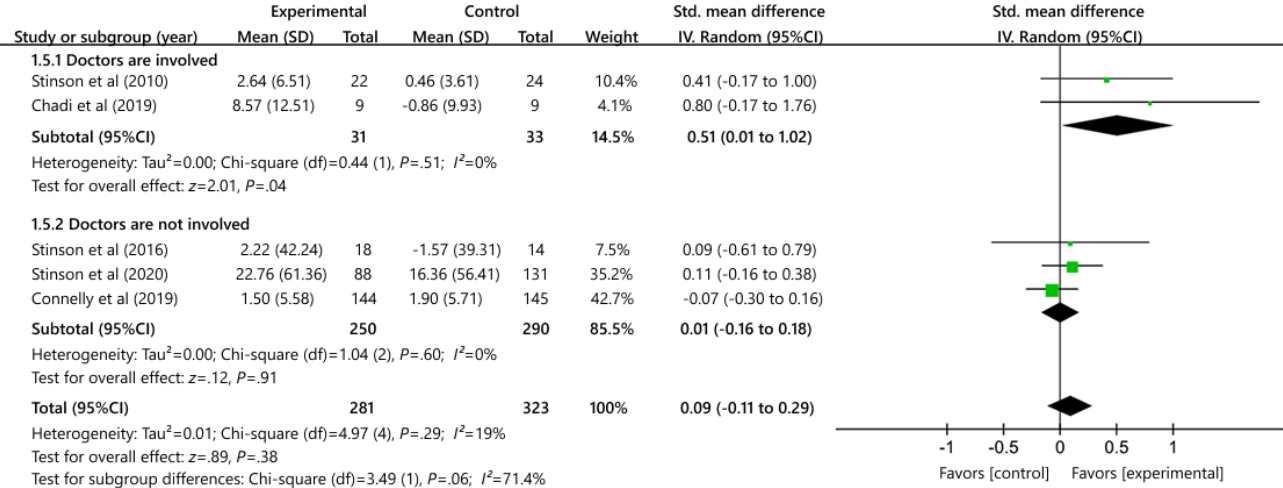 Experimental Control Std. mean difference Std. mean difference
Study or subgroup (year) Mean (SD) Total Mean (SD) Total Weight IV. Random (95%CI) IV. Random (95%CI)
1.5.1 Doctors are involved
Stinson et al (2010) 2.64 (6.51) 22 0.46 (3.61) 24 10.4% 0.41 (-0.17 to 1.00)
Chadi et al (2019) 8.57 (12.51) 9 -0.86 (9.93) 9 4.1% 0.80 (-0.17 to 1.76)
Subtotal (95%CI) 31 33 14.5% 0.51 (0.01 to 1.02)
Heterogeneity: Tau²=0.00; Chi-square (df)=0.44 (1), P=.51; I²=0%
Test for overall effect: z=2.01, P=.04
1.5.2 Doctors are not involved
Stinson et al (2016) 2.22 (42.24) 18 -1.57 (39.31) 14 7.5% 0.09 (-0.61 to 0.79)
Stinson et al (2020) 22.76 (61.36) 88 16.36 (56.41) 131 35.2% 0.11 (-0.16 to 0.38)
Connelly et al (2019) 1.50 (5.58) 144 1.90 (5.71) 145 42.7% -0.07 (-0.30 to 0.16)
Subtotal (95%CI) 250 290 85.5% 0.01 (-0.16 to 0.18)
Heterogeneity: Tau²=0.00; Chi-square (df)=1.04 (2), P=.60; I²=0%
Test for overall effect: z=.12, P=.91
Total (95%CI) 281 323 100% 0.09 (-0.11 to 0.29)
Heterogeneity: Tau²=0.01; Chi-square (df)=4.97 (4), P=.29; I²=19%
Test for overall effect: z=.89, P=.38
Test for subgroup differences: Chi-square (df)=3.49 (1), P=.06; I²=71.4%
-1 -0.5 0 0.5 1
Favors [control] Favors [experimental]